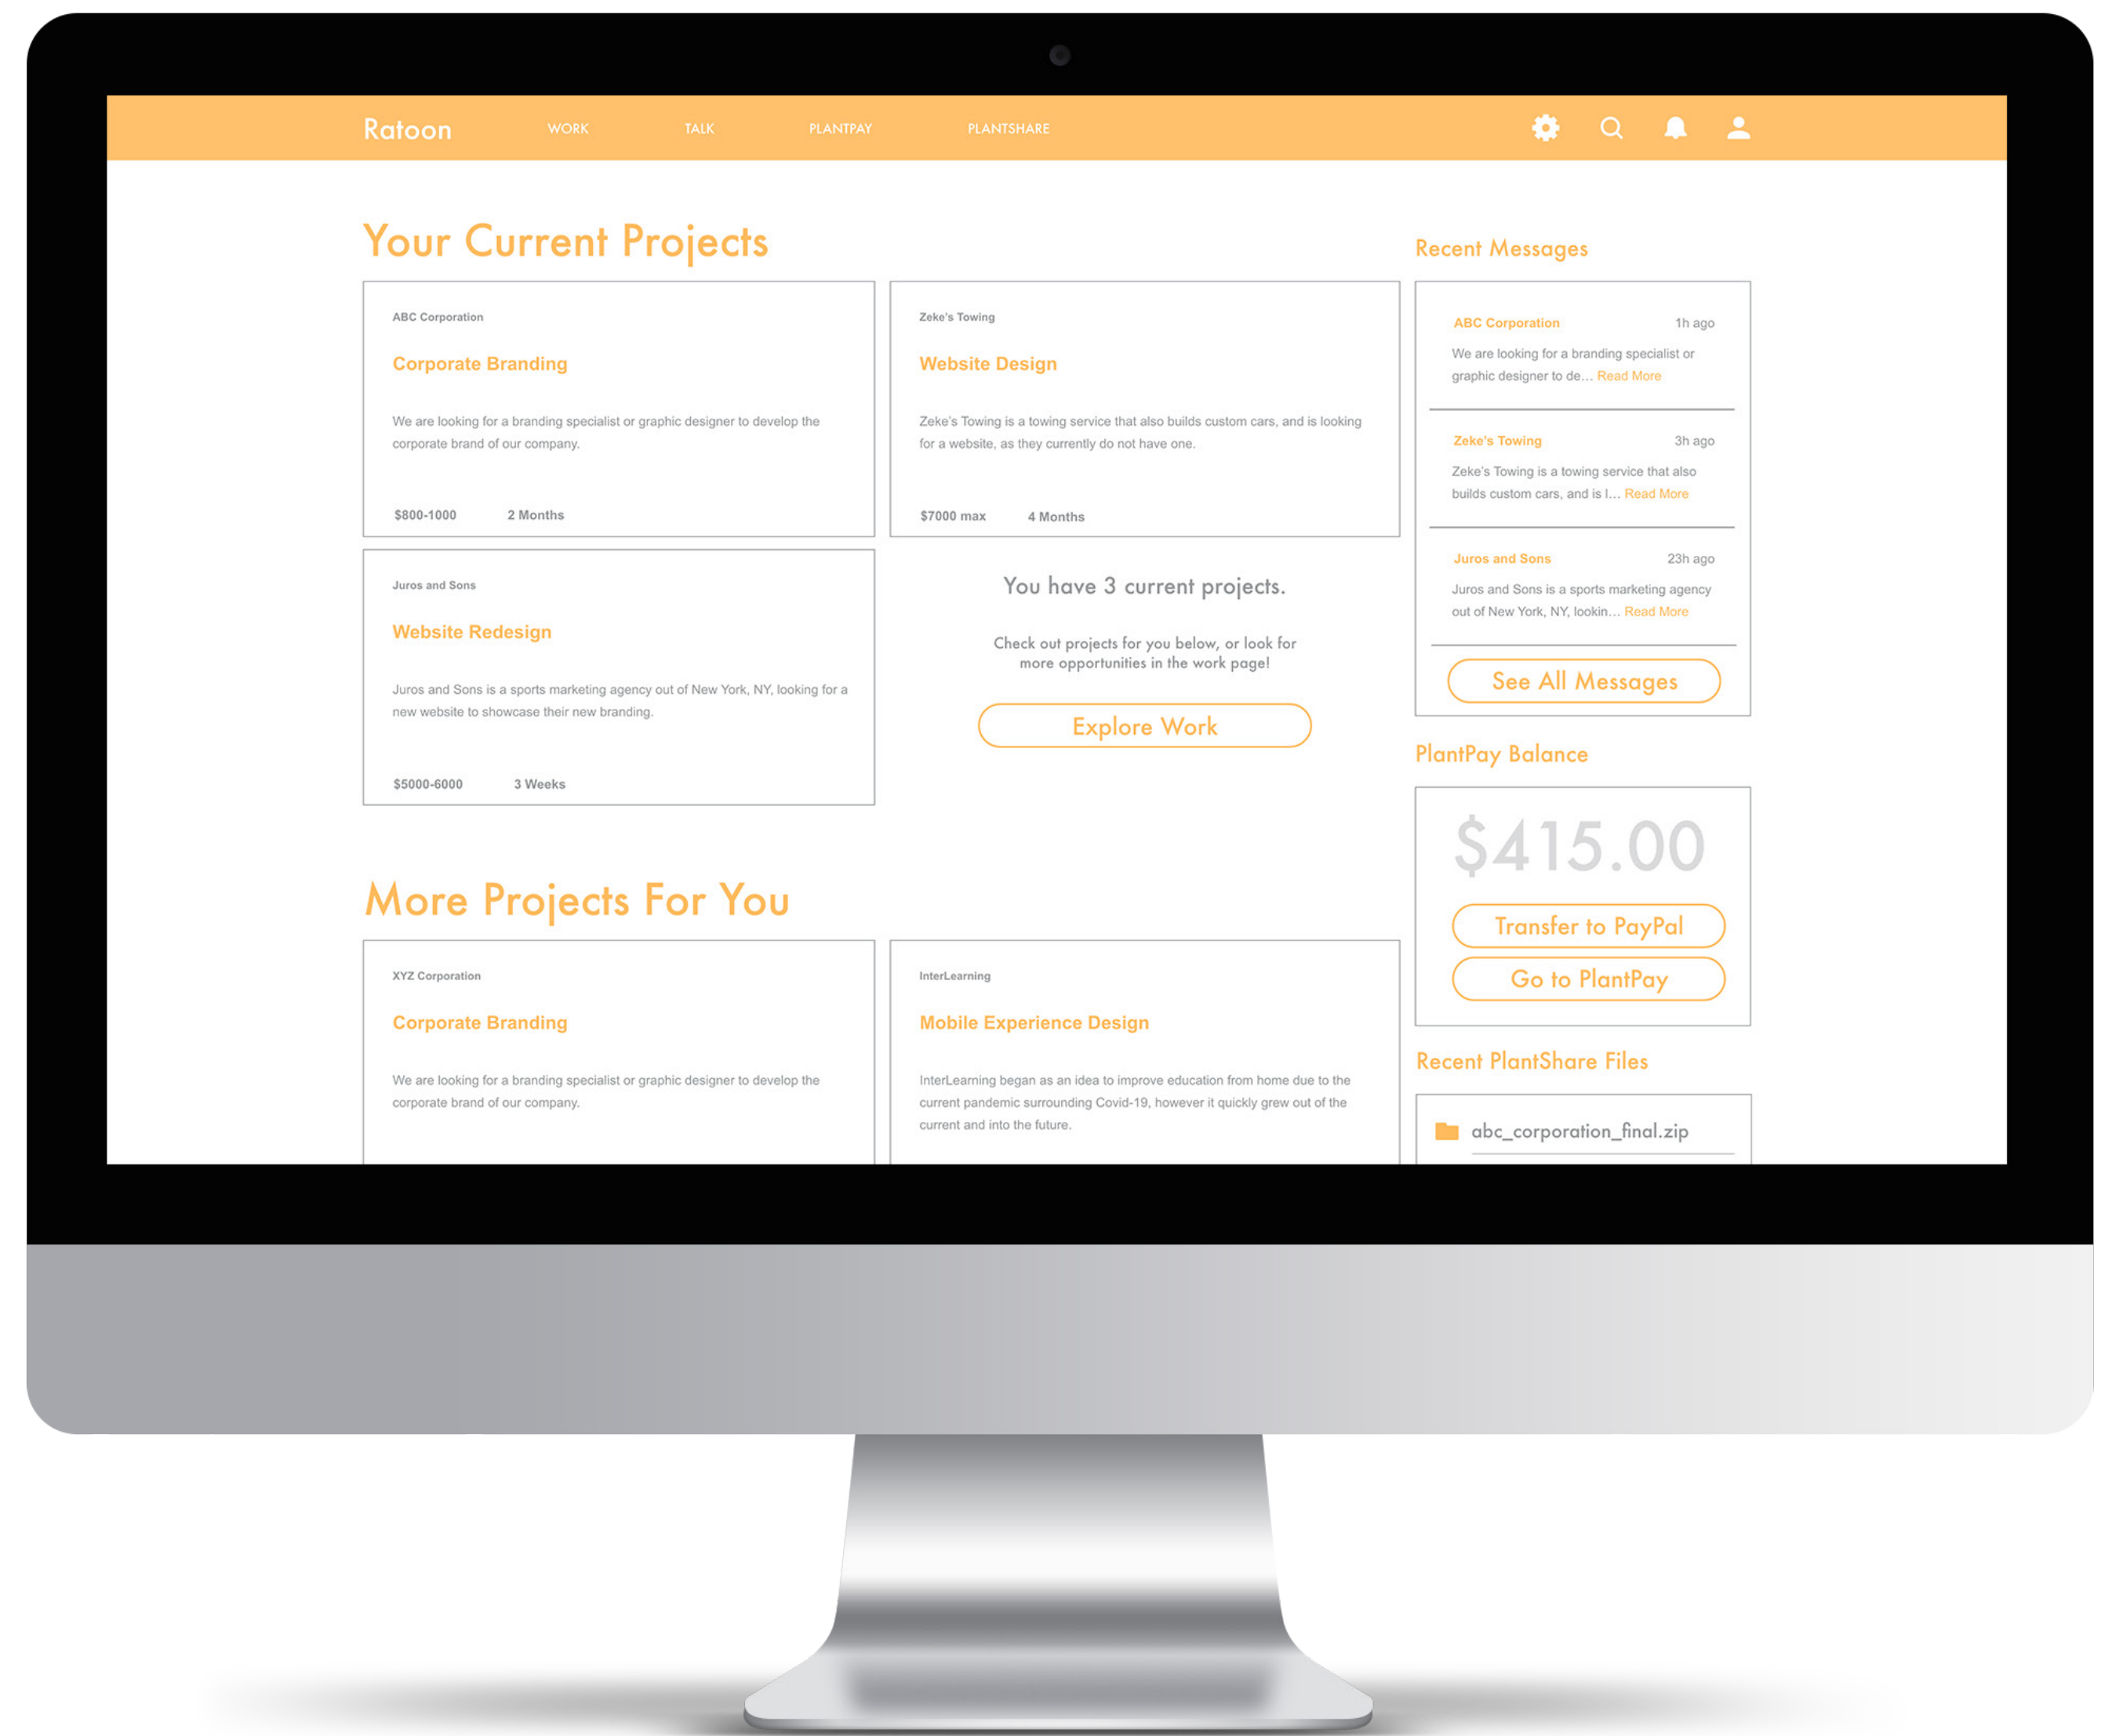 Ratoon WORK TALK PLANTPAY PLANTSHARE
Your Current Projects
ABC Corporation
Corporate Branding
We are looking for a branding specialist or graphic designer to develop the
corporate brand of our company.
$800-1000 2 Months
Zeke's Towing
Website Design
Zeke's Towing is a towing service that also builds custom cars, and is looking
for a website, as they currently do not have one.
$7000 max 4 Months
Juros and Sons
Website Redesign
Juros and Sons is a sports marketing agency out of New York, NY, looking for a
new website to showcase their new branding.
$5000-6000 3 Weeks
You have 3 current projects.
Check out projects for you below, or look for
more opportunities in the work page!
Explore Work
More Projects For You
XYZ Corporation
Corporate Branding
We are looking for a branding specialist or graphic designer to develop the
corporate brand of our company.
InterLearning
Mobile Experience Design
InterLearning began as an idea to improve education from home due to the
current pandemic surrounding Covid-19, however it quickly grew out of the
current and into the future.
Recent Messages
ABC Corporation 1h ago
We are looking for a branding specialist or
graphic designer to de... Read More
Zeke's Towing 3h ago
Zeke's Towing is a towing service that also
builds custom cars, and is l... Read More
Juros and Sons 23h ago
Juros and Sons is a sports marketing agency
out of New York, NY, lookin... Read More
See All Messages
PlantPay Balance
$415.00
Transfer to PayPal
Go to PlantPay
Recent PlantShare Files
abc_corporation_final.zip